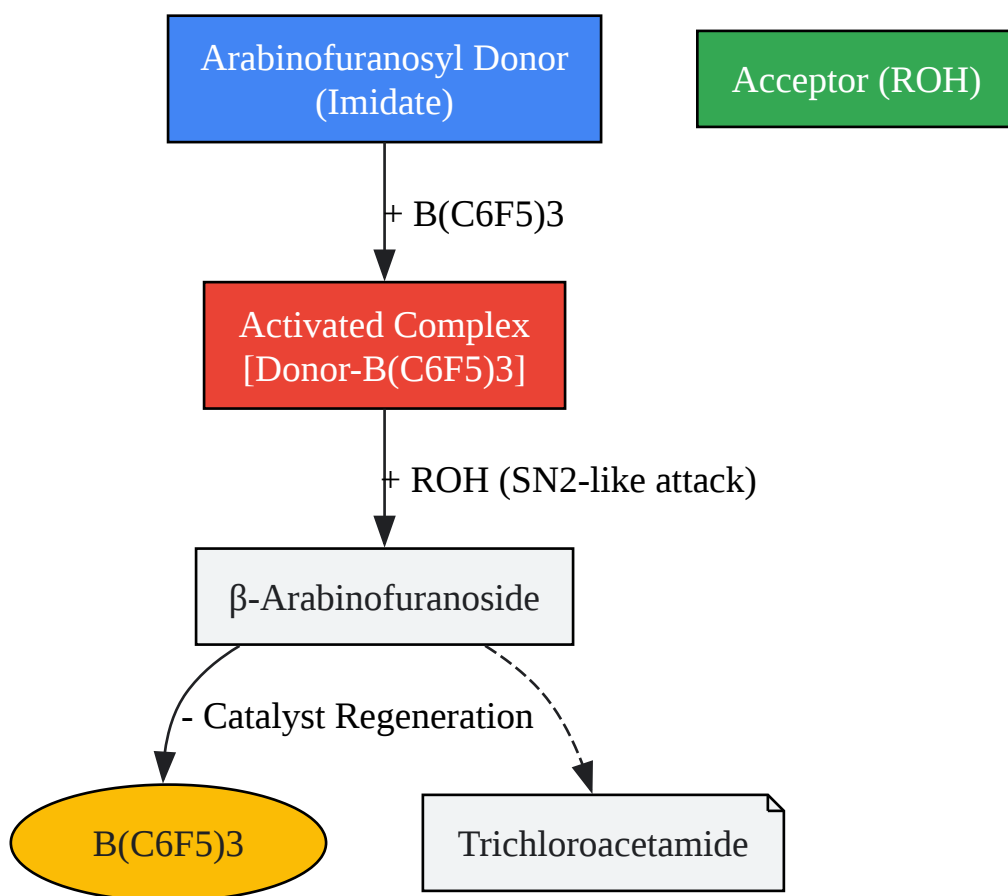 Arabinofuranosyl Donor
(Imidate)
Acceptor (ROH)
+ B(C6F5)3
Activated Complex
[Donor-B(C6F5)3]
+ ROH (SN2-like attack)
β-Arabinofuranoside
- Catalyst Regeneration
B(C6F5)3
Trichloroacetamide